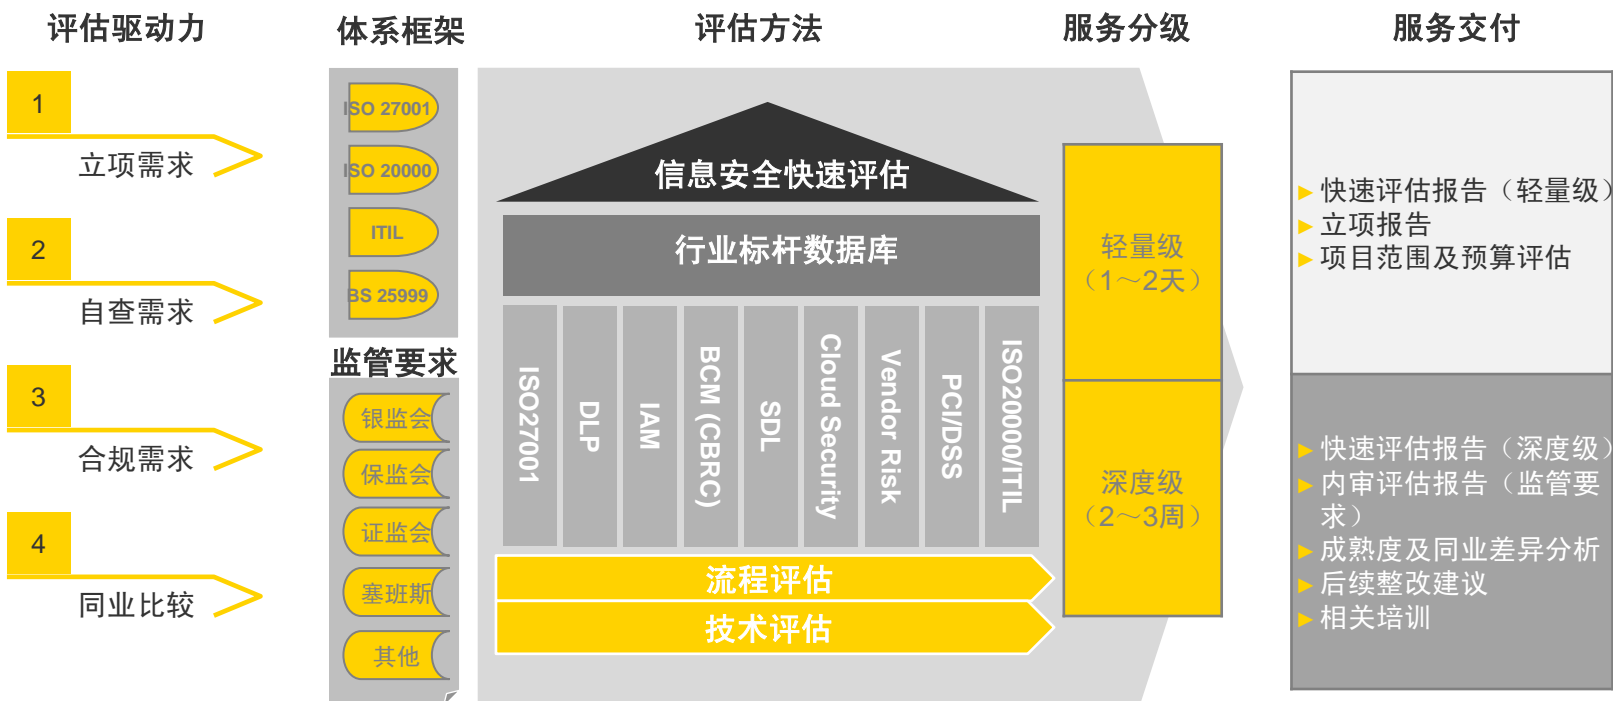 评估驱动力
体系框架
评估方法
服务分级
服务交付
1
立项需求
2
自查需求
3
合规需求
4
同业比较
ISO 27001
ISO 20000
ITIL
BS 25999
监管要求
银监会
保监会
证监会
塞班斯
其他
信息安全快速评估
行业标杆数据库
ISO27001
DLP
IAM
BCM (CBRC)
SDL
Cloud Security
Vendor Risk
PCI/DSS
ISO20000/ITIL
流程评估
技术评估
轻量级
（1～2天）
深度级
（2～3周）
快速评估报告（轻量级）
立项报告
项目范围及预算评估
快速评估报告（深度级）
内审评估报告（监管要
求）
成熟度及同业差异分析
后续整改建议
相关培训